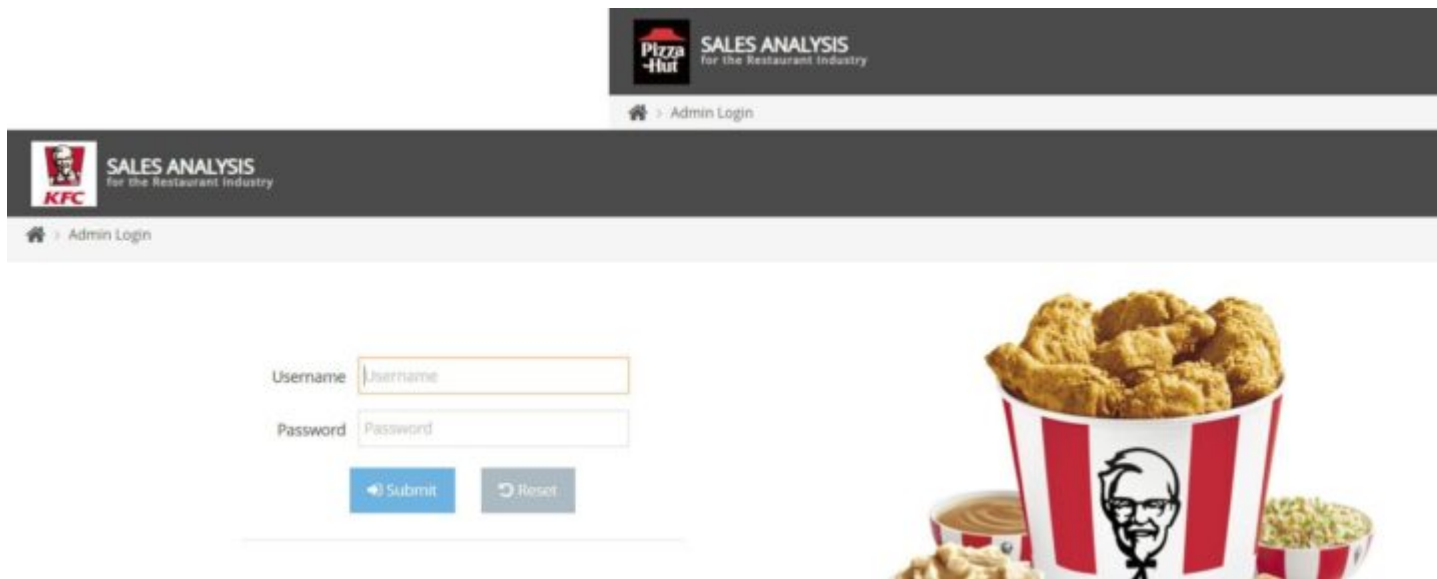 Pizza
Hut
SALES ANALYSIS
for the Restaurant Industry
> Admin Login
KFC
SALES ANALYSIS
for the Restaurant Industry
> Admin Login
Username Username
Password Password
Submit Reset